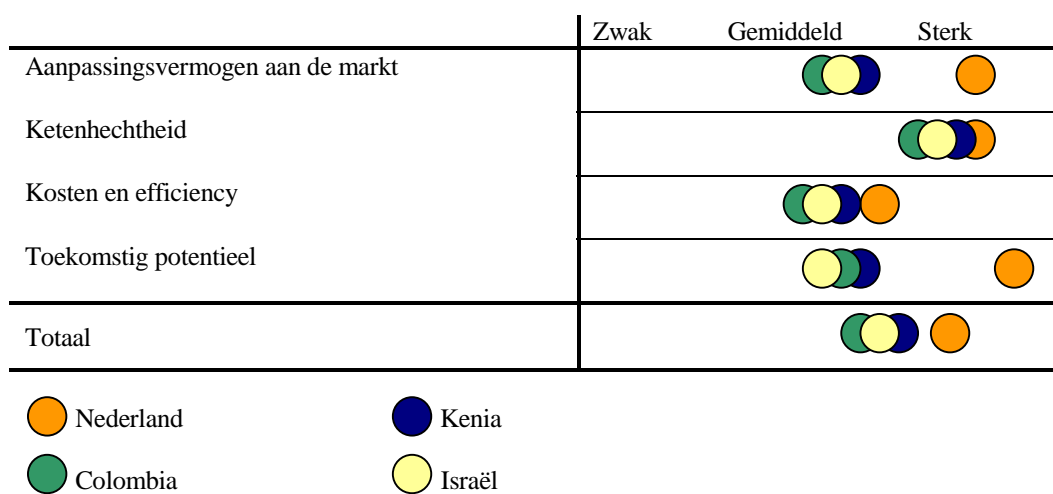 Zwak Gemiddeld Sterk
Aanpassingsvermogen aan de markt
Ketenhechtheid
Kosten en efficiency
Toekomstig potentieel
Totaal
Nederland Kenia
Colombia Israël